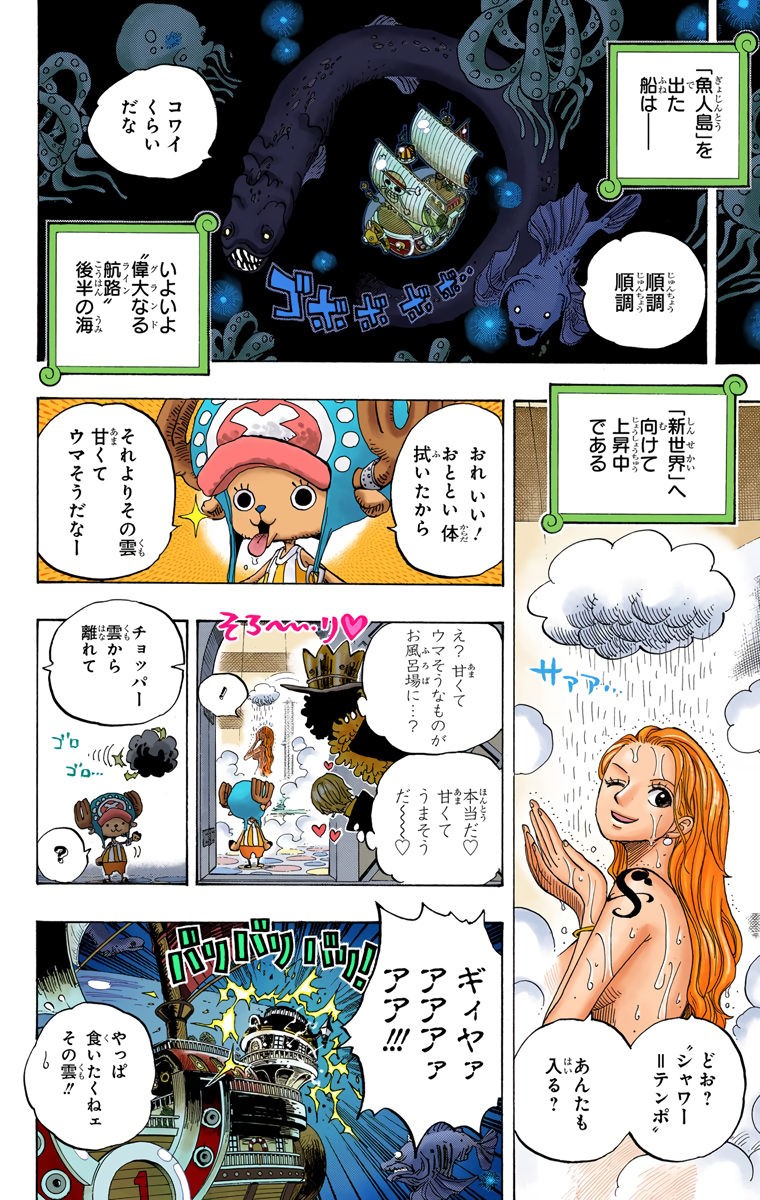 「魚人島」を
出た
船は――
順調
順調
コワイ
くらい
だな
ゴボゴボボ
いよいよ
“偉大なる
航路”
後半の海
「新世界」へ
向けて
上昇中
である
サアア…
どお？
“シャワー
＝テンポ”
あんたも
入る？
おれ いい！
おととい 体
拭いたから
それよりその雲
甘くて
ウマそうだなー
そろ〜〜…り♡
え？甘くて
ウマそうなものが
お風呂場に…？
本当だ♡
甘くて
うまそう
だ〜〜♡
！
チョッパー
雲から
離れて
ゴロ
ゴロ…
？
バリバリバリ！
ギィヤァ
アアアァ
アア!!!
やっぱ
食いたくねェ
その雲!!
1